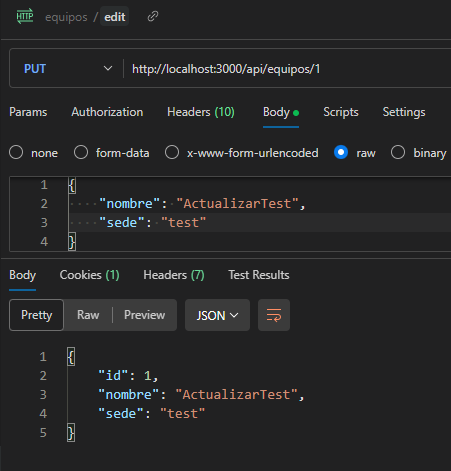 HTTP equipos / edit
PUT http://localhost:3000/api/equipos/1
Params Authorization Headers (10) Body Scripts Settings
none form-data x-www-form-urlencoded raw binary
1 {
2 "nombre": "ActualizarTest",
3 "sede": "test"
4 }
Body Cookies (1) Headers (7) Test Results
Pretty Raw Preview JSON
1 {
2 "id": 1,
3 "nombre": "ActualizarTest",
4 "sede": "test"
5 }